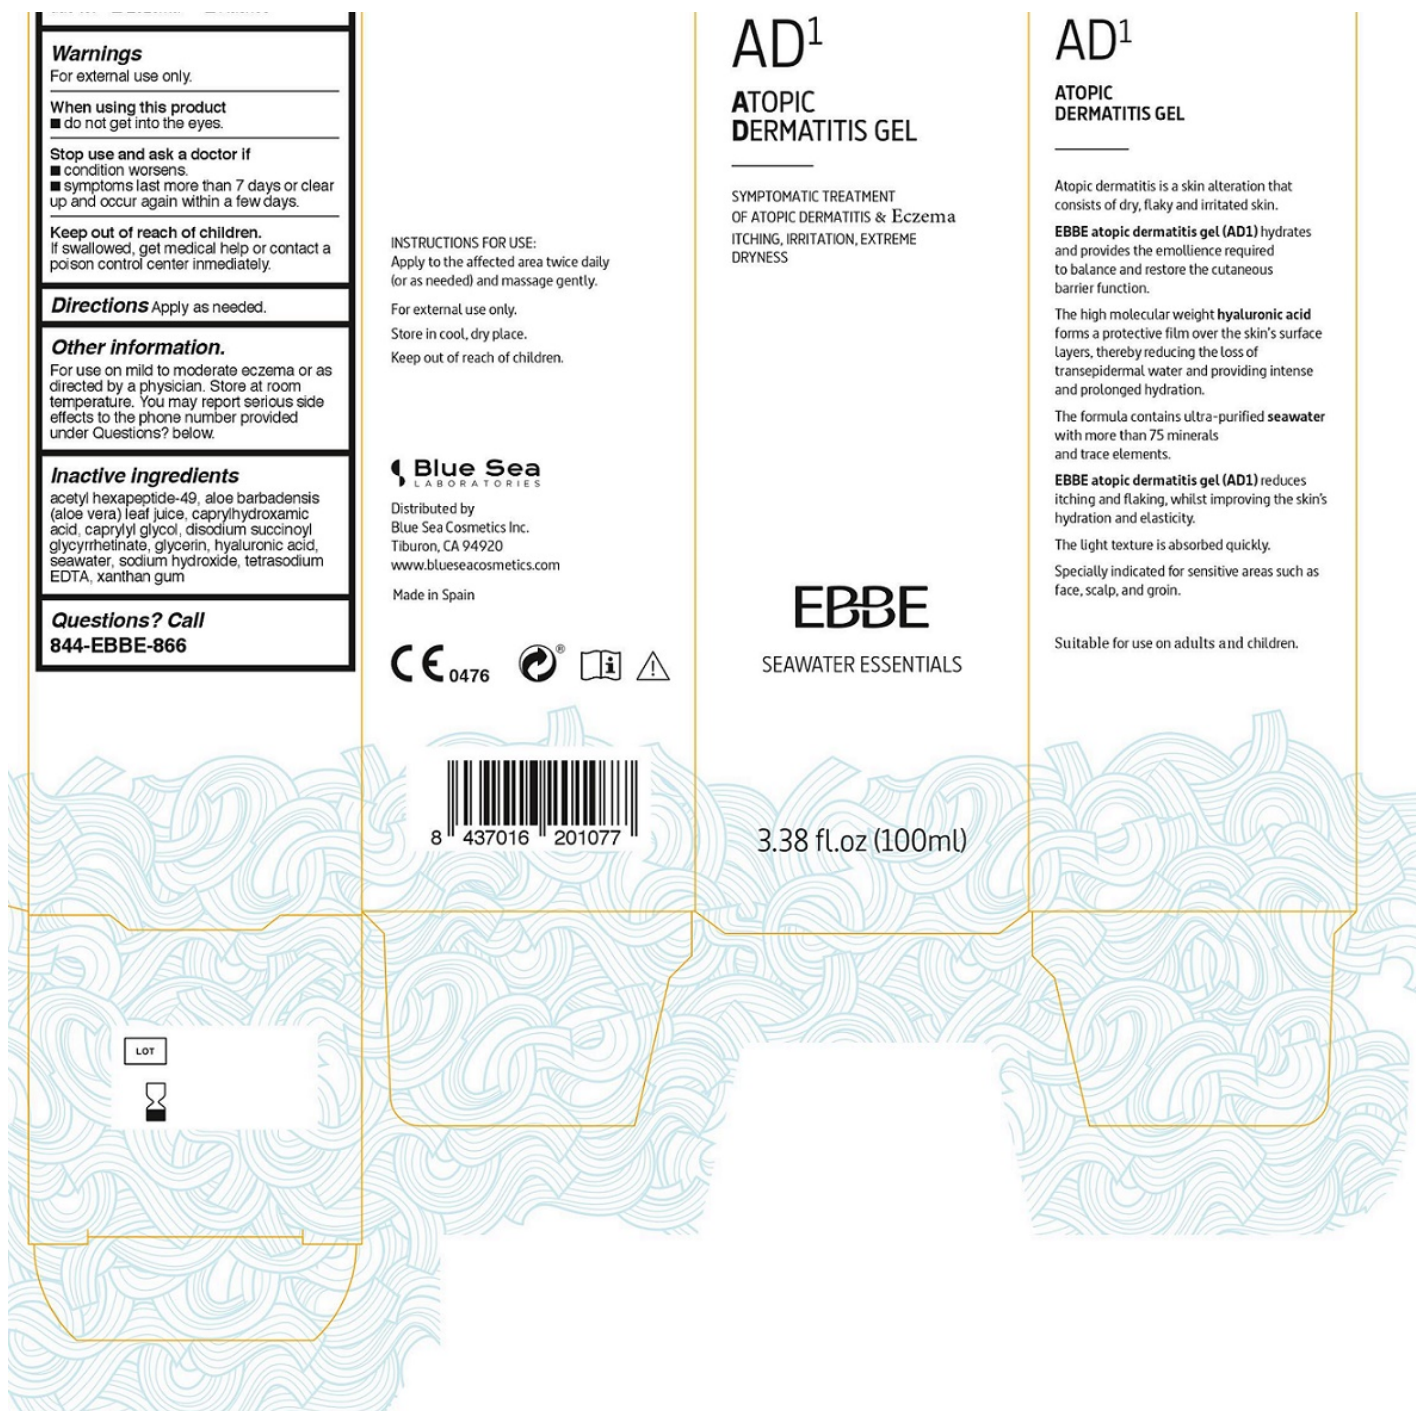 Warnings
For external use only.
When using this product
■ do not get into the eyes.
Stop use and ask a doctor if
■ condition worsens.
■ symptoms last more than 7 days or clear
up and occur again within a few days.
Keep out of reach of children.
If swallowed, get medical help or contact a
poison control center inmediately.
Directions Apply as needed.
Other information.
For use on mild to moderate eczema or as
directed by a physician. Store at room
temperature. You may report serious side
effects to the phone number provided
under Questions? below.
Inactive ingredients
acetyl hexapeptide-49, aloe barbadensis
(aloe vera) leaf juice, caprylhydroxamic
acid, caprylyl glycol, disodium succinoyl
glycyrrhetinate, glycerin, hyaluronic acid,
seawater, sodium hydroxide, tetrasodium
EDTA, xanthan gum
Questions? Call
844-EBBE-866
INSTRUCTIONS FOR USE:
Apply to the affected area twice daily
(or as needed) and massage gently.
For external use only.
Store in cool, dry place.
Keep out of reach of children.
Blue Sea
LABORATORIES
Distributed by
Blue Sea Cosmetics Inc.
Tiburon, CA 94920
www.blueseacosmetics.com
Made in Spain
CE 0476 ®
8 437016 201077
AD¹
ATOPIC
DERMATITIS GEL
SYMPTOMATIC TREATMENT
OF ATOPIC DERMATITIS & Eczema
ITCHING, IRRITATION, EXTREME
DRYNESS
EBBE
SEAWATER ESSENTIALS
3.38 fl.oz (100ml)
AD¹
ATOPIC
DERMATITIS GEL
Atopic dermatitis is a skin alteration that
consists of dry, flaky and irritated skin.
EBBE atopic dermatitis gel (AD1) hydrates
and provides the emollience required
to balance and restore the cutaneous
barrier function.
The high molecular weight hyaluronic acid
forms a protective film over the skin's surface
layers, thereby reducing the loss of
transepidermal water and providing intense
and prolonged hydration.
The formula contains ultra-purified seawater
with more than 75 minerals
and trace elements.
EBBE atopic dermatitis gel (AD1) reduces
itching and flaking, whilst improving the skin's
hydration and elasticity.
The light texture is absorbed quickly.
Specially indicated for sensitive areas such as
face, scalp, and groin.
Suitable for use on adults and children.
LOT